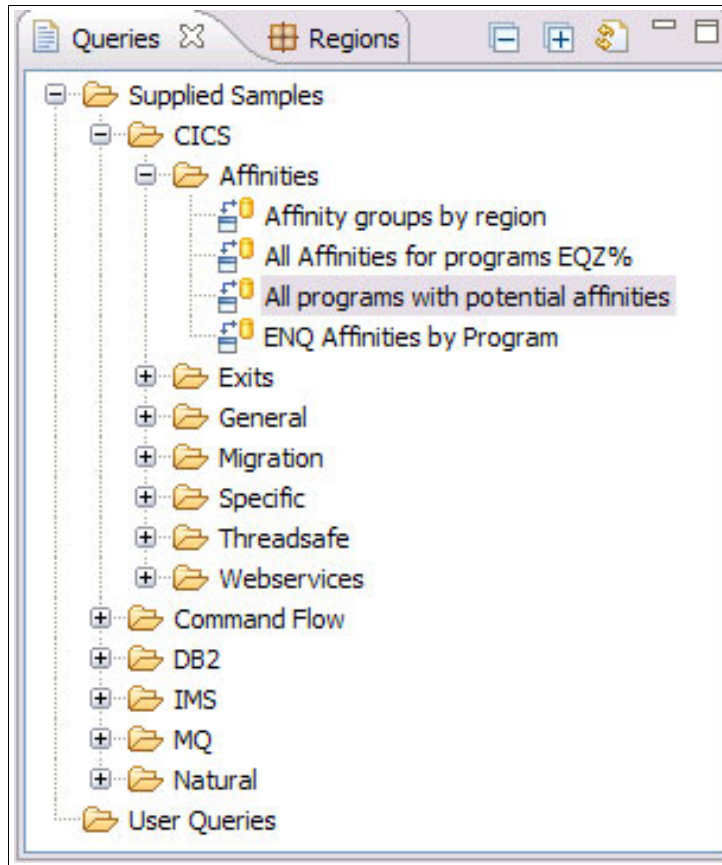 Queries Regions
Supplied Samples
CICS
Affinities
Affinity groups by region
All Affinities for programs EQZ%
All programs with potential affinities
ENQ Affinities by Program
Exits
General
Migration
Specific
Threadsafe
Webservices
Command Flow
DB2
IMS
MQ
Natural
User Queries